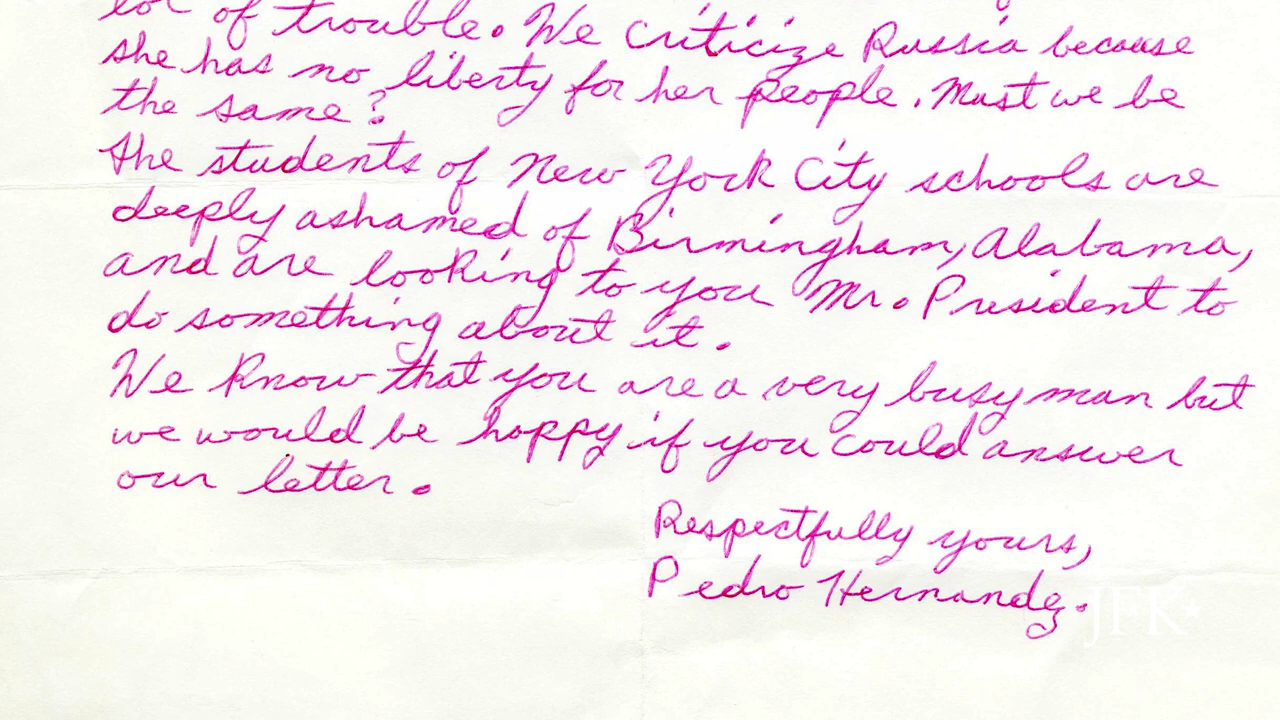 lot of trouble. We criticize Russia because
she has no liberty for her people. Must we be
the same?
The students of New York City schools are
deeply ashamed of Birmingham, Alabama,
and are looking to you Mr. President to
do something about it.
We know that you are a very busy man but
we would be happy if you could answer
our letter.
Respectfully yours,
Pedro Hernandez.
JFK